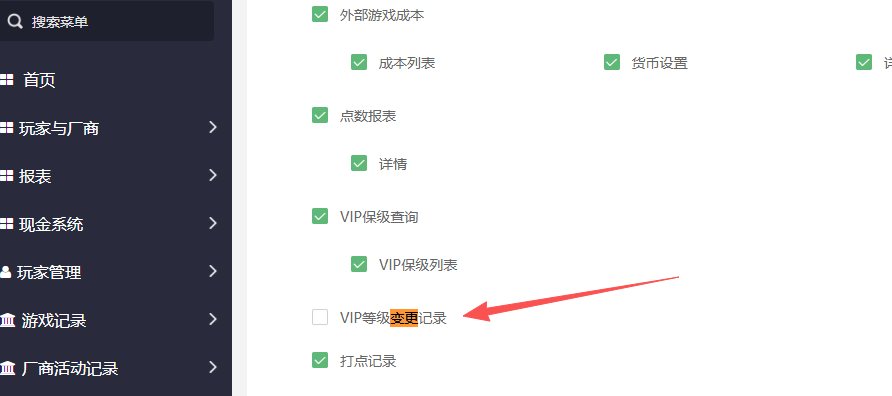 搜索菜单
首页
玩家与厂商
报表
现金系统
玩家管理
游戏记录
厂商活动记录
外部游戏成本
成本列表
货币设置
点数报表
详情
VIP保级查询
VIP保级列表
VIP等级变更记录
打点记录